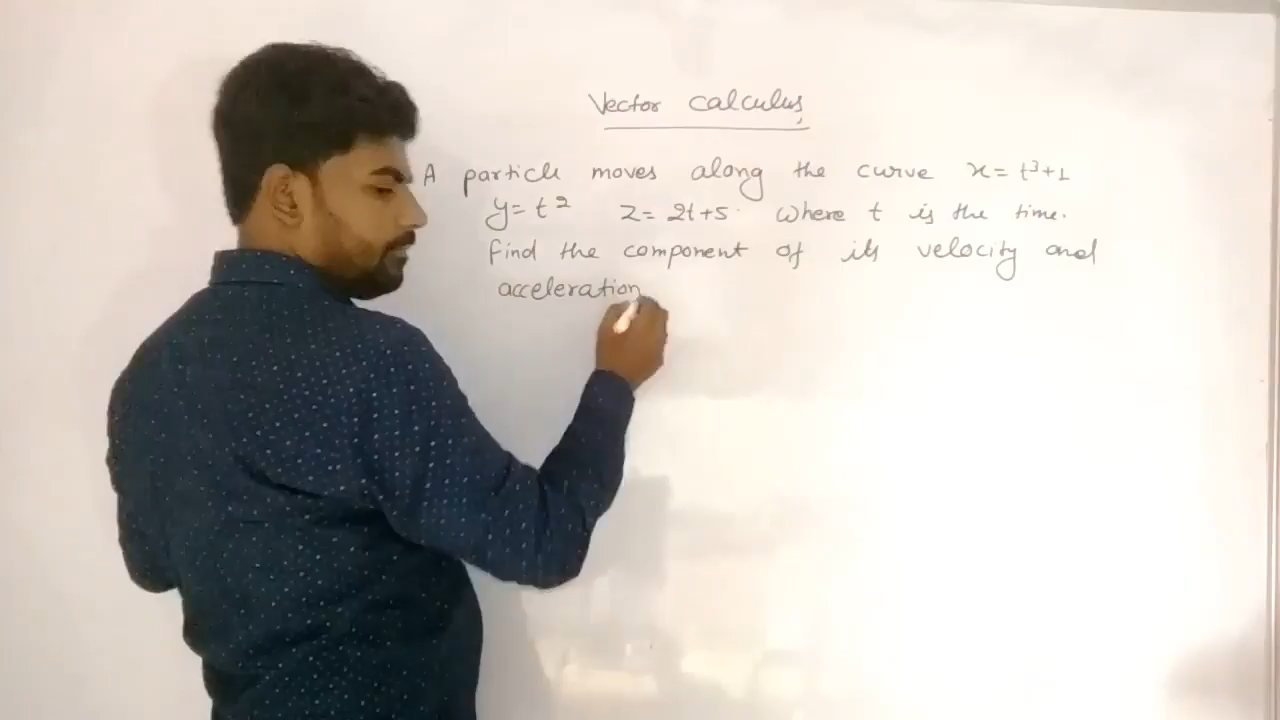 Vector calculus,
A particle moves along the curve x = t³+1
y = t² z = 2t+5. Where t is the time.
find the component of its velocity and
acceleration